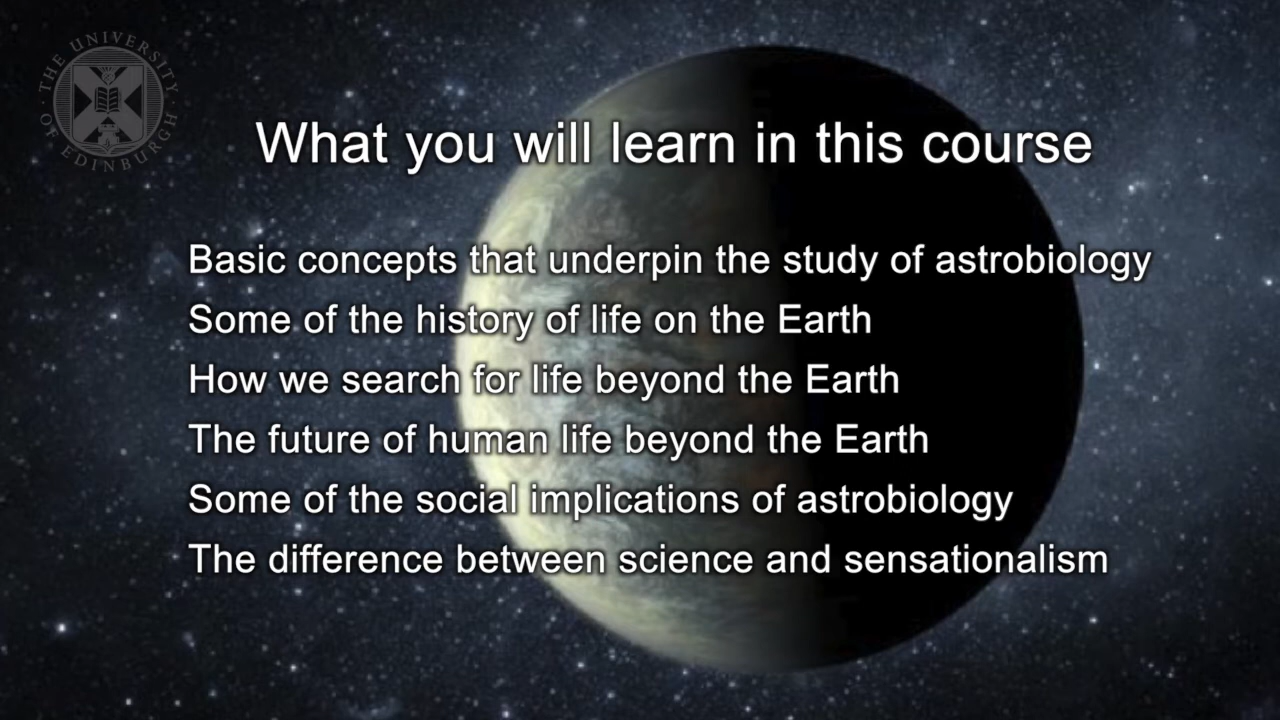 THE UNIVERSITY OF EDINBURGH
What you will learn in this course
Basic concepts that underpin the study of astrobiology
Some of the history of life on the Earth
How we search for life beyond the Earth
The future of human life beyond the Earth
Some of the social implications of astrobiology
The difference between science and sensationalism